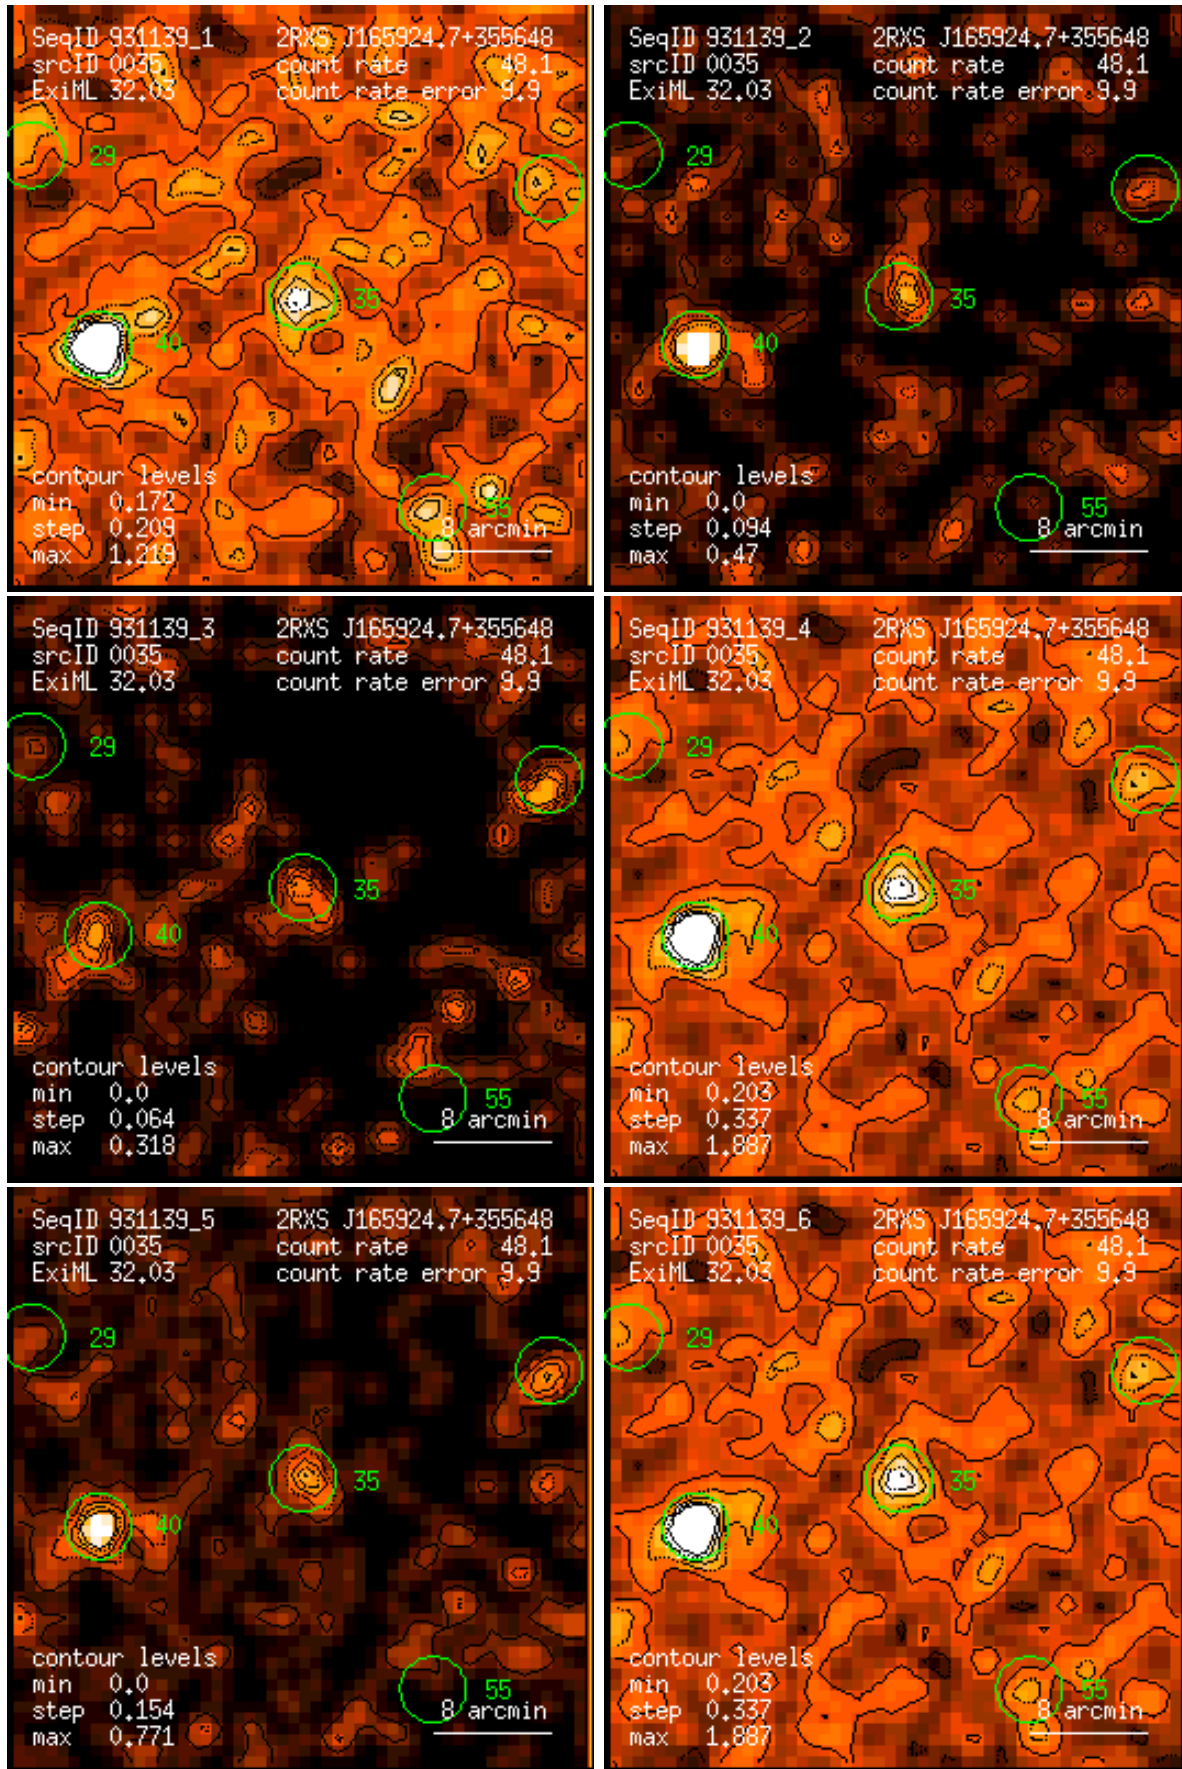 SeqID 931139_1 2RXS J165924.7+355648
srcID 0035 count rate 48.1
ExiML 32.03 count rate error 9.9
29
35
40
contour levels
min 0.172
55
step 0.209 8 arcmin
max 1.219
SeqID 931139_2 2RXS J165924.7+355648
srcID 0035 count rate 48.1
ExiML 32.03 count rate error 9.9
29
35
40
contour levels
min 0.0
55
step 0.094 8 arcmin
max 0.47
SeqID 931139_3 2RXS J165924.7+355648
srcID 0035 count rate 48.1
ExiML 32.03 count rate error 9.9
29
35
40
contour levels
min 0.0
55
step 0.064 8 arcmin
max 0.318
SeqID 931139_4 2RXS J165924.7+355648
srcID 0035 count rate 48.1
ExiML 32.03 count rate error 9.9
29
35
40
contour levels
min 0.203
55
step 0.337 8 arcmin
max 1.887
SeqID 931139_5 2RXS J165924.7+355648
srcID 0035 count rate 48.1
ExiML 32.03 count rate error 9.9
29
35
40
contour levels
min 0.0
55
step 0.154 8 arcmin
max 0.771
SeqID 931139_6 2RXS J165924.7+355648
srcID 0035 count rate 48.1
ExiML 32.03 count rate error 9.9
29
35
40
contour levels
min 0.203
55
step 0.337 8 arcmin
max 1.887